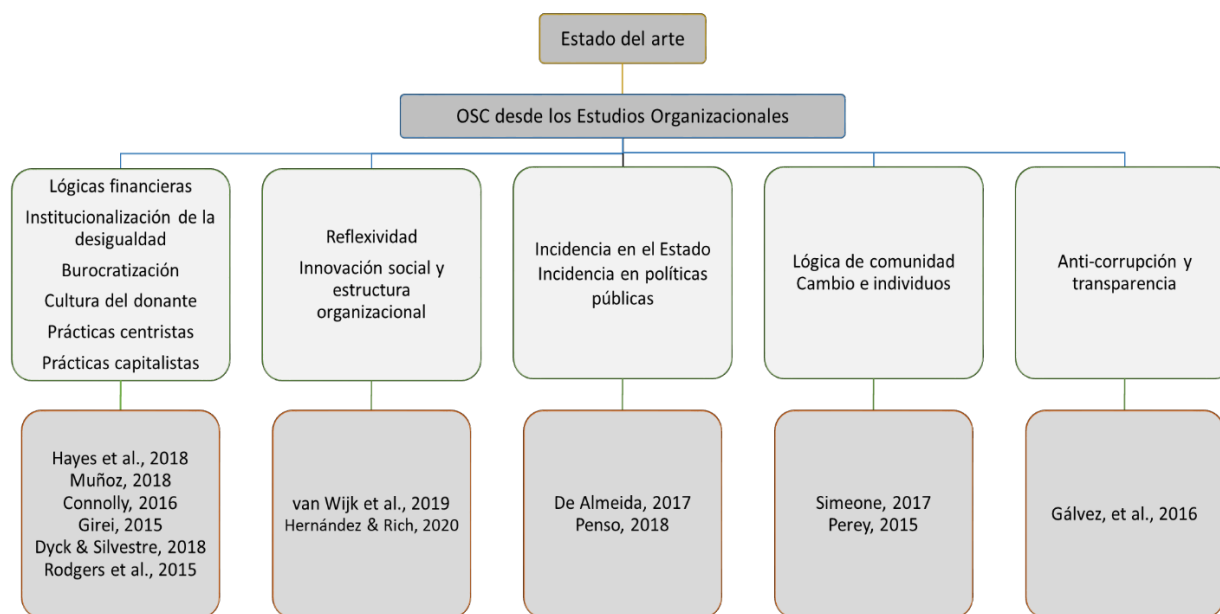 Estado del arte
OSC desde los Estudios Organizacionales
Lógicas financieras
Institucionalización de la
desigualdad
Burocratización
Cultura del donante
Prácticas centristas
Prácticas capitalistas
Reflexividad
Innovación social y
estructura
organizacional
Incidencia en el Estado
Incidencia en políticas
públicas
Lógica de comunidad
Cambio e individuos
Anti-corrupción y
transparencia
Hayes et al., 2018
Muñoz, 2018
Connolly, 2016
Girei, 2015
Dyck & Silvestre, 2018
Rodgers et al., 2015
van Wijk et al., 2019
Hernández & Rich, 2020
De Almeida, 2017
Penso, 2018
Simeone, 2017
Perey, 2015
Gálvez, et al., 2016